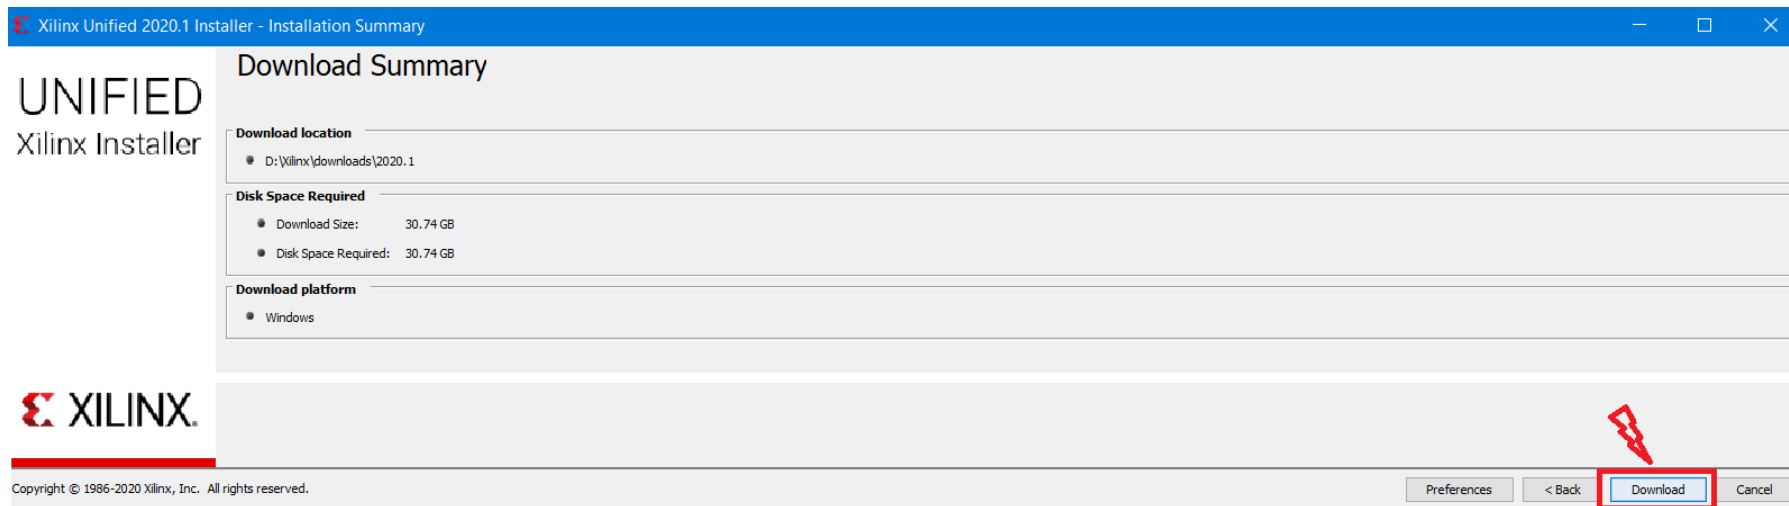 Xilinx Unified 2020.1 Installer - Installation Summary
UNIFIED
Xilinx Installer
Download Summary
Download location
D:\Xilinx\downloads\2020.1
Disk Space Required
Download Size: 30.74 GB
Disk Space Required: 30.74 GB
Download platform
Windows
XILINX.
Copyright © 1986-2020 Xilinx, Inc. All rights reserved.
Preferences < Back Download Cancel